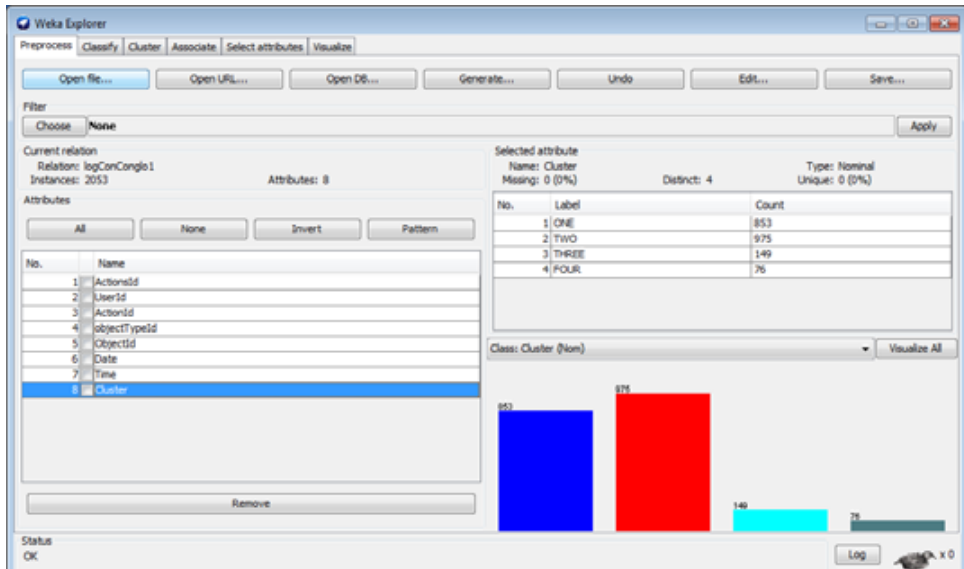 Weka Explorer
Preprocess Classify Cluster Associate Select attributes Visualize
Open file... Open URL... Open DB... Generate... Undo Edit... Save...
Filter
Choose None Apply
Current relation
Relation: logConConglo1
Instances: 2053 Attributes: 8
Attributes
All None Invert Pattern
No. Name
1 ActionsId
2 UserId
3 ActionId
4 objectTypeId
5 ObjectId
6 Date
7 Time
8 Cluster
Remove
Selected attribute
Name: Cluster Type: Nominal
Missing: 0 (0%) Distinct: 4 Unique: 0 (0%)
No. Label Count
1 ONE 853
2 TWO 975
3 THREE 149
4 FOUR 76
Class: Cluster (Nom) Visualize All
853
975
149
76
Status
OK
Log x 0